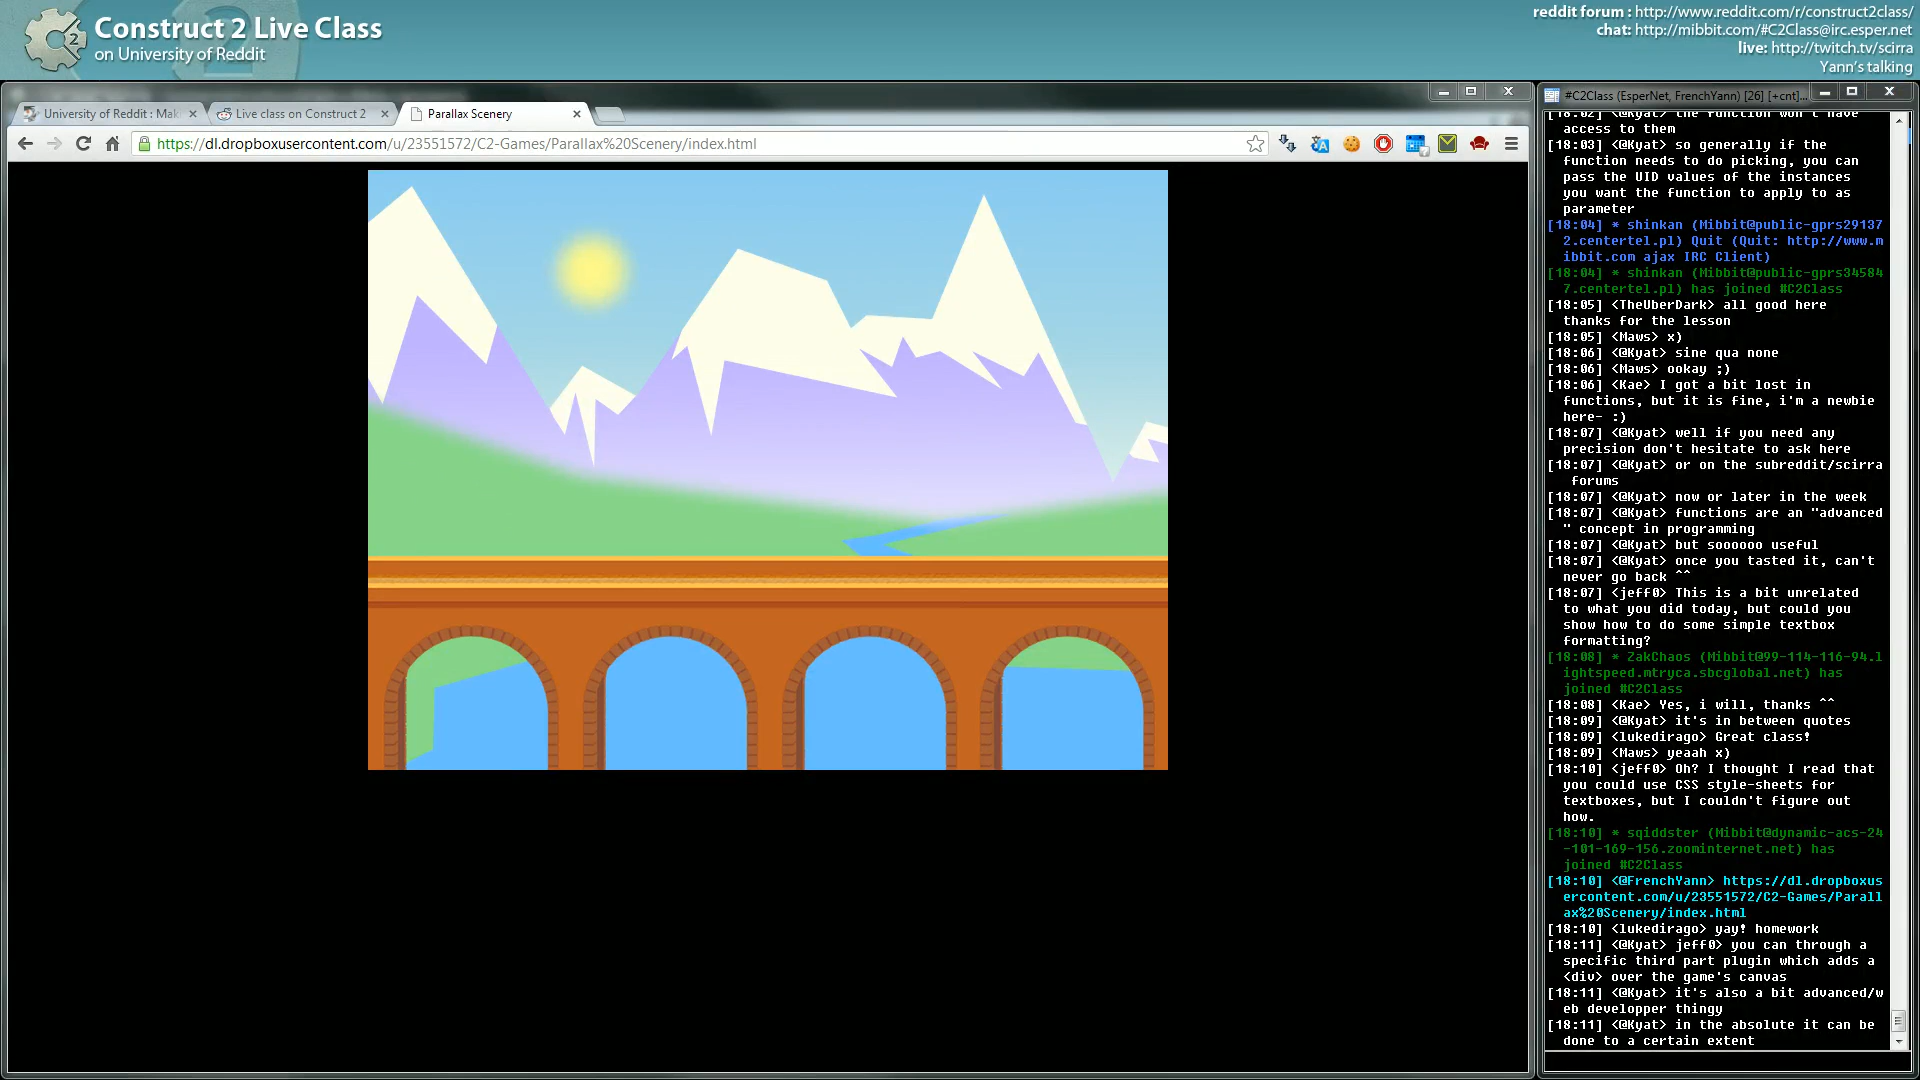 Construct 2 Live Class
on University of Reddit
reddit forum : http://www.reddit.com/r/construct2class/
chat: http://mibbit.com/#C2Class@irc.esper.net
live: http://twitch.tv/scirra
Yann's talking
University of Reddit : Mak
Live class on Construct 2
Parallax Scenery
https://dl.dropboxusercontent.com/u/23551572/C2-Games/Parallax%20Scenery/index.html
#C2Class (EsperNet, FrenchYann) [26] [+cnt]...
[18:02] <@Kyat> the function won't have
access to them
[18:03] <@Kyat> so generally if the
function needs to do picking, you can
pass the UID values of the instances
you want the function to apply to as
parameter
[18:04] * shinkan (Mibbit@public-gprs29137
2.centertel.pl) Quit (Quit: http://www.m
ibbit.com ajax IRC Client)
[18:04] * shinkan (Mibbit@public-gprs34584
7.centertel.pl) has joined #C2Class
[18:05] <TheUberDark> all good here
thanks for the lesson
[18:05] <Maws> x)
[18:06] <@Kyat> sine qua none
[18:06] <Maws> ookay ;)
[18:06] <Kae> I got a bit lost in
functions, but it is fine, i'm a newbie
here- :)
[18:07] <@Kyat> well if you need any
precision don't hesitate to ask here
[18:07] <@Kyat> or on the subreddit/scirra
forums
[18:07] <@Kyat> now or later in the week
[18:07] <@Kyat> functions are an "advanced
" concept in programming
[18:07] <@Kyat> but soooooo useful
[18:07] <@Kyat> once you tasted it, can't
never go back ^^
[18:07] <jeff0> This is a bit unrelated
to what you did today, but could you
show how to do some simple textbox
formatting?
[18:08] * ZakChaos (Mibbit@99-114-116-94.l
ightspeed.mtryca.sbcglobal.net) has
joined #C2Class
[18:08] <Kae> Yes, i will, thanks ^^
[18:09] <@Kyat> it's in between quotes
[18:09] <lukedirago> Great class!
[18:09] <Maws> yeaah x)
[18:10] <jeff0> Oh? I thought I read that
you could use CSS style-sheets for
textboxes, but I couldn't figure out
how.
[18:10] * sqiddster (Mibbit@dynamic-acs-24
-101-169-156.zoominternet.net) has
joined #C2Class
[18:10] <@FrenchYann> https://dl.dropboxus
ercontent.com/u/23551572/C2-Games/Parall
ax%20Scenery/index.html
[18:10] <lukedirago> yay! homework
[18:11] <@Kyat> jeff0> you can through a
specific third part plugin which adds a
<div> over the game's canvas
[18:11] <@Kyat> it's also a bit advanced/w
eb developper thingy
[18:11] <@Kyat> in the absolute it can be
done to a certain extent